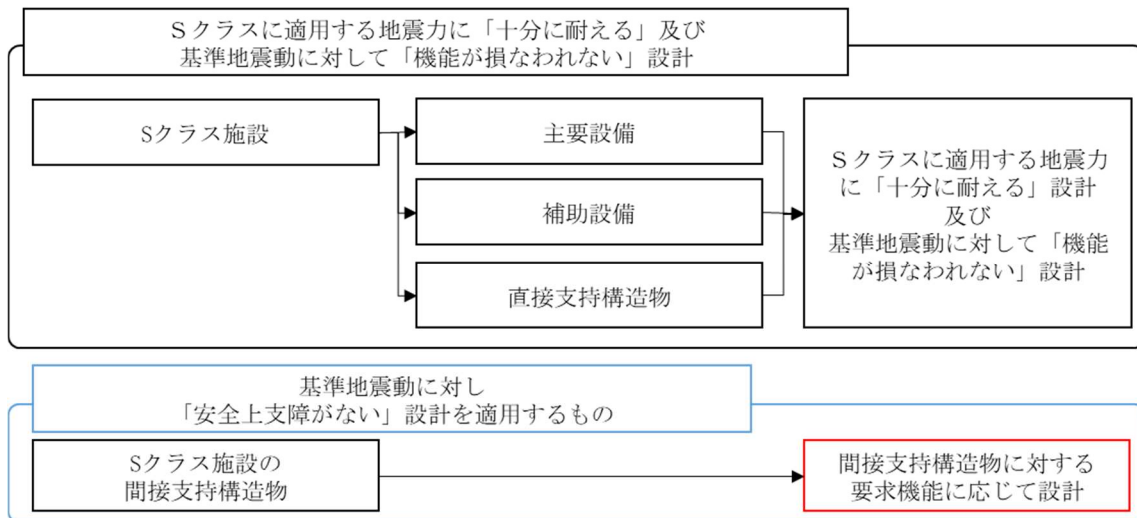 Ｓクラスに適用する地震力に「十分に耐える」及び
基準地震動に対して「機能が損なわれない」設計
Sクラス施設
主要設備
補助設備
直接支持構造物
Ｓクラスに適用する地震力
に「十分に耐える」設計
及び
基準地震動に対して「機能
が損なわれない」設計
基準地震動に対し
「安全上支障がない」設計を適用するもの
Sクラス施設の
間接支持構造物
間接支持構造物に対する
要求機能に応じて設計